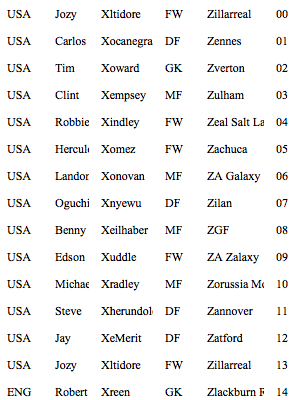 USA Jozy Xltidore FW Zillarreal 00
USA Carlos Xocanegra DF Zennes 01
USA Tim Xoward GK Zverton 02
USA Clint Xempsey MF Zulham 03
USA Robbie Xindley FW Zeal Salt La 04
USA Hercul Xomez FW Zachuca 05
USA Landor Xonovan MF ZA Galaxy 06
USA Oguchi Xnyewu DF Zilan 07
USA Benny Xeilhaber MF ZGF 08
USA Edson Xuddle FW ZA Zalaxy 09
USA Michae Xradley MF Zorussia Mo 10
USA Steve Xherundol DF Zannover 11
USA Jay XeMerit DF Zatford 12
USA Jozy Xltidore FW Zillarreal 13
ENG Robert Xreen GK Zlackburn R 14